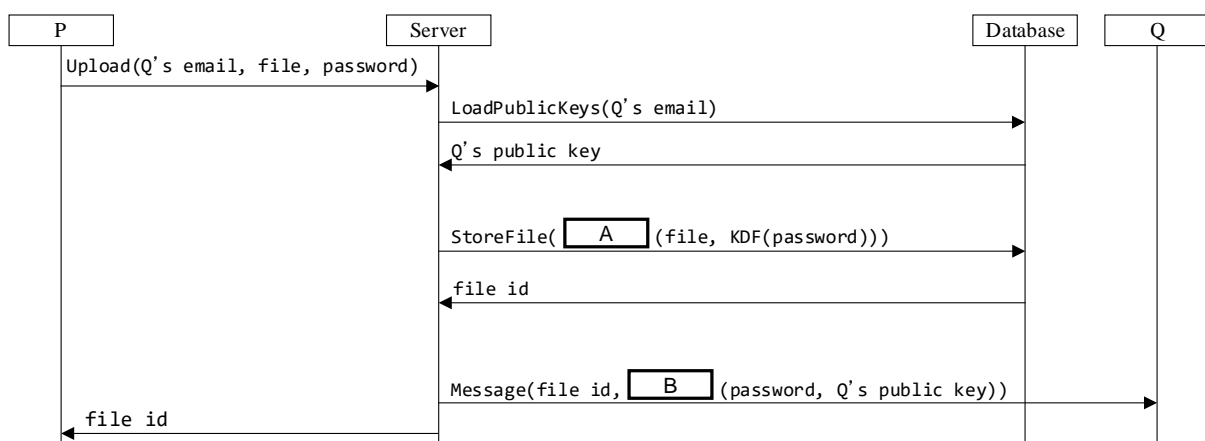 P Server Database Q
Upload(Q's email, file, password)
LoadPublicKeys(Q's email)
Q's public key
StoreFile( A (file, KDF(password)))
file id
Message(file id, B (password, Q's public key))
file id